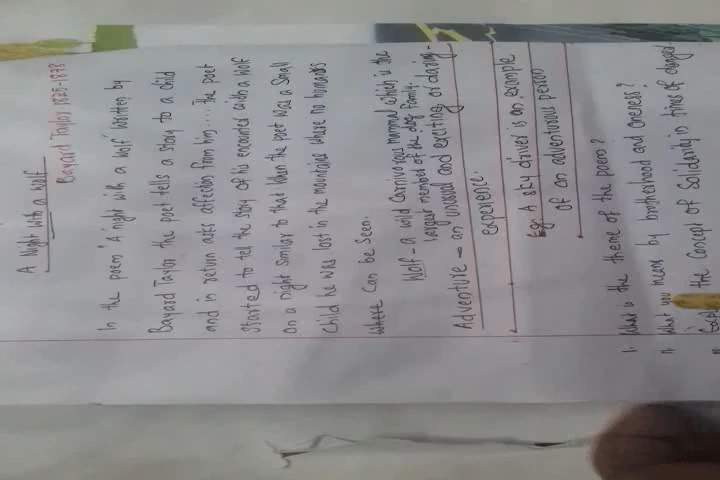 A Night with a wolf
Bayard Taylor 1825-1878
In the poem "A night with a wolf" written by
Bayard Taylor the poet tells a story to a child
and in return asks affection from him.... The poet
started to tell the story of his encounted with a wolf
on a night similar to that when the poet was a small
child he was lost in the mountains where no humans
where can be seen.
Wolf - a wild carnivorous mammal which is the
largest member of the dog family.
Adventure = an unusual and exciting or daring-
experience.
Eg: A sky driver is an example
of an adventurous person
1. What is the theme of the poem?
11. What you means by brotherhood and oneness?
the concept of Solidarity in times of